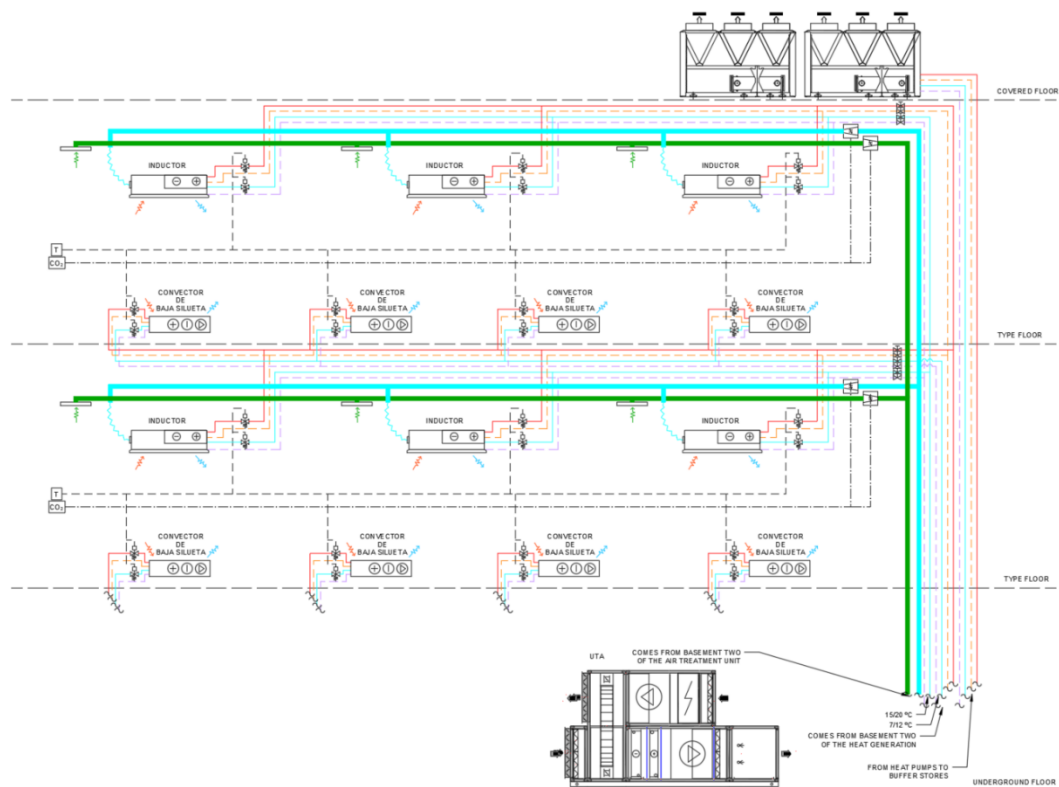 COVERED FLOOR
INDUCTOR
INDUCTOR
INDUCTOR
T
CO₂
CONVECTOR
DE
BAJA SILUETA
CONVECTOR
DE
BAJA SILUETA
CONVECTOR
DE
BAJA SILUETA
CONVECTOR
DE
BAJA SILUETA
TYPE FLOOR
INDUCTOR
INDUCTOR
INDUCTOR
T
CO₂
CONVECTOR
DE
BAJA SILUETA
CONVECTOR
DE
BAJA SILUETA
CONVECTOR
DE
BAJA SILUETA
CONVECTOR
DE
BAJA SILUETA
TYPE FLOOR
UTA
COMES FROM BASEMENT TWO
OF THE AIR TREATMENT UNIT
15/20 ºC
7/12 ºC
COMES FROM BASEMENT TWO
OF THE HEAT GENERATION
FROM HEAT PUMPS TO
BUFFER STORES
UNDERGROUND FLOOR